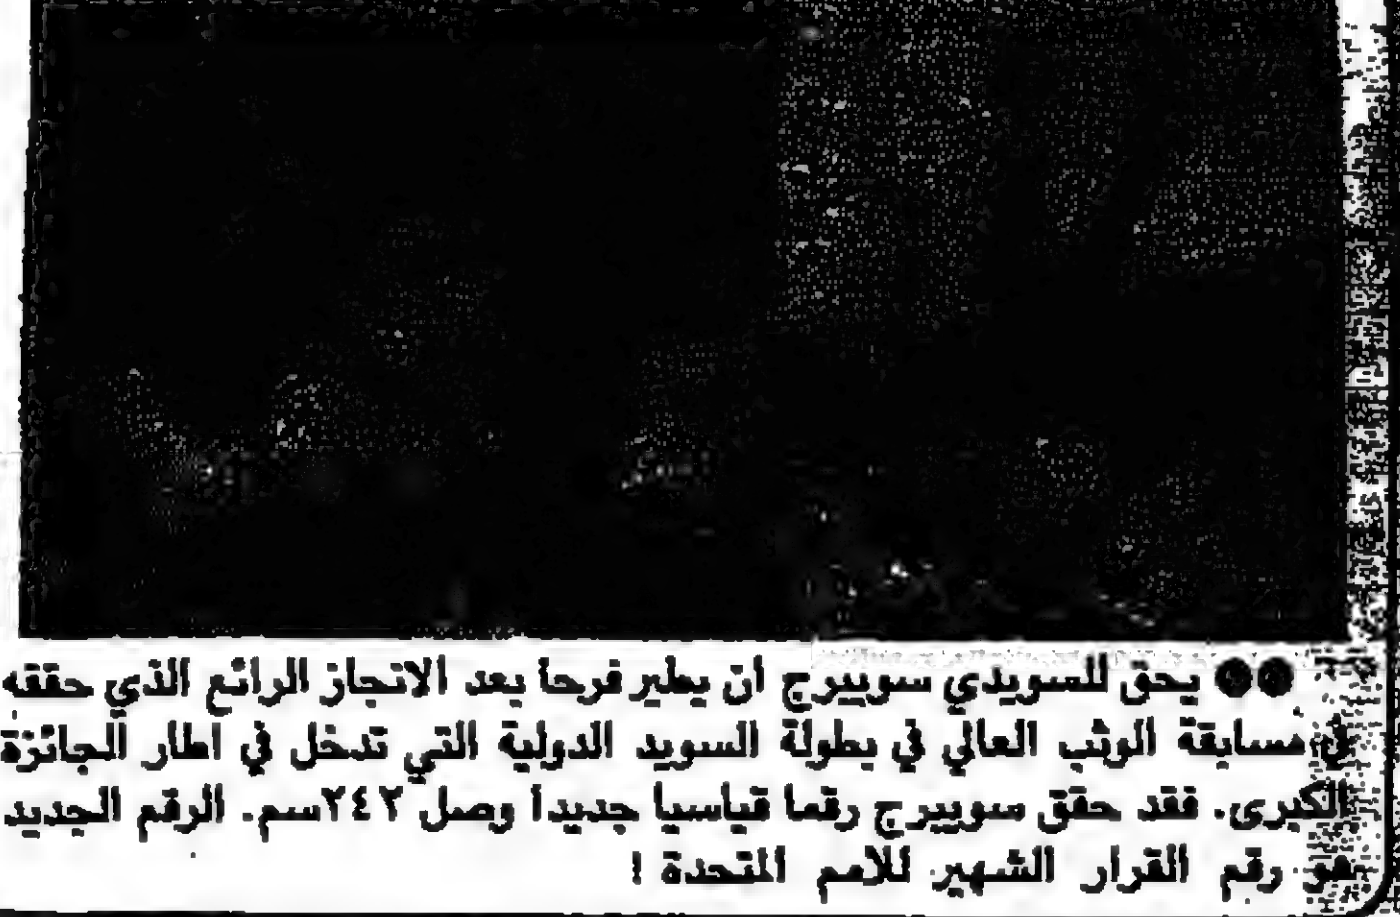 ●● يحق للسويدي سوبيرج ان يطير فرحا بعد الانجاز الرائع الذي حققه
في مسابقة الوثب العالي في بطولة السويد الدولية التي تدخل في اطار الجائزة
الكبرى. فقد حقق سوبيرج رقما قياسيا جديدا وصل ٢٤٢سم. الرقم الجديد
هو رقم القرار الشهير للامم المتحدة !